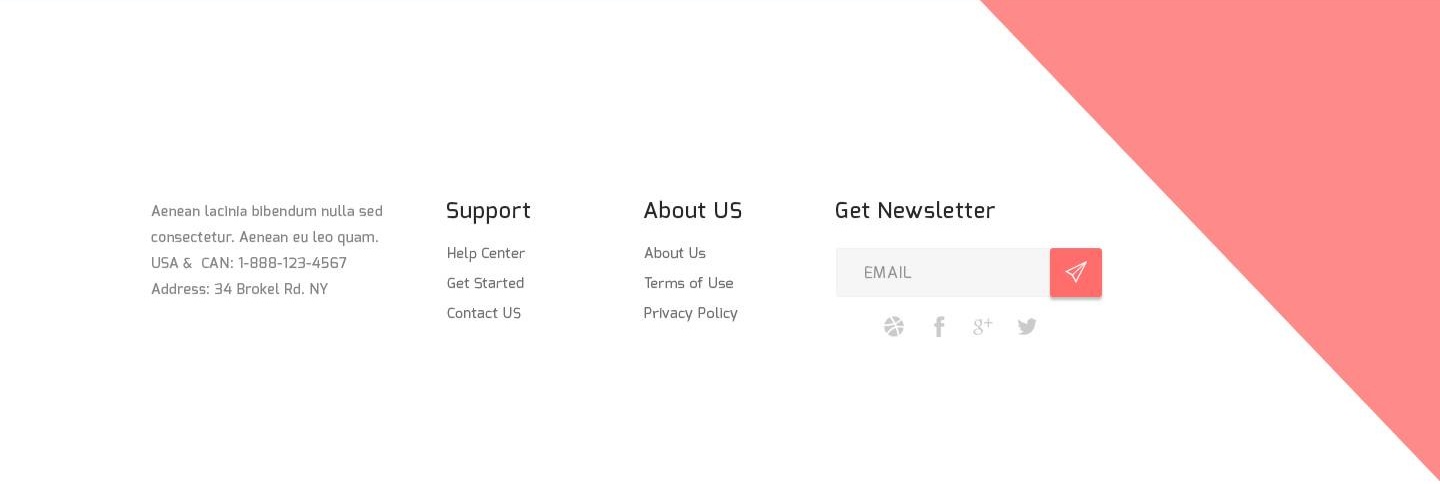 Aenean lacinia bibendum nulla sed
consectetur. Aenean eu leo quam.
USA &  CAN: 1-888-123-4567
Address: 34 Brokel Rd. NY
Support
Help Center
Get Started
Contact US
About US
About Us
Terms of Use
Privacy Policy
Get Newsletter
EMAIL